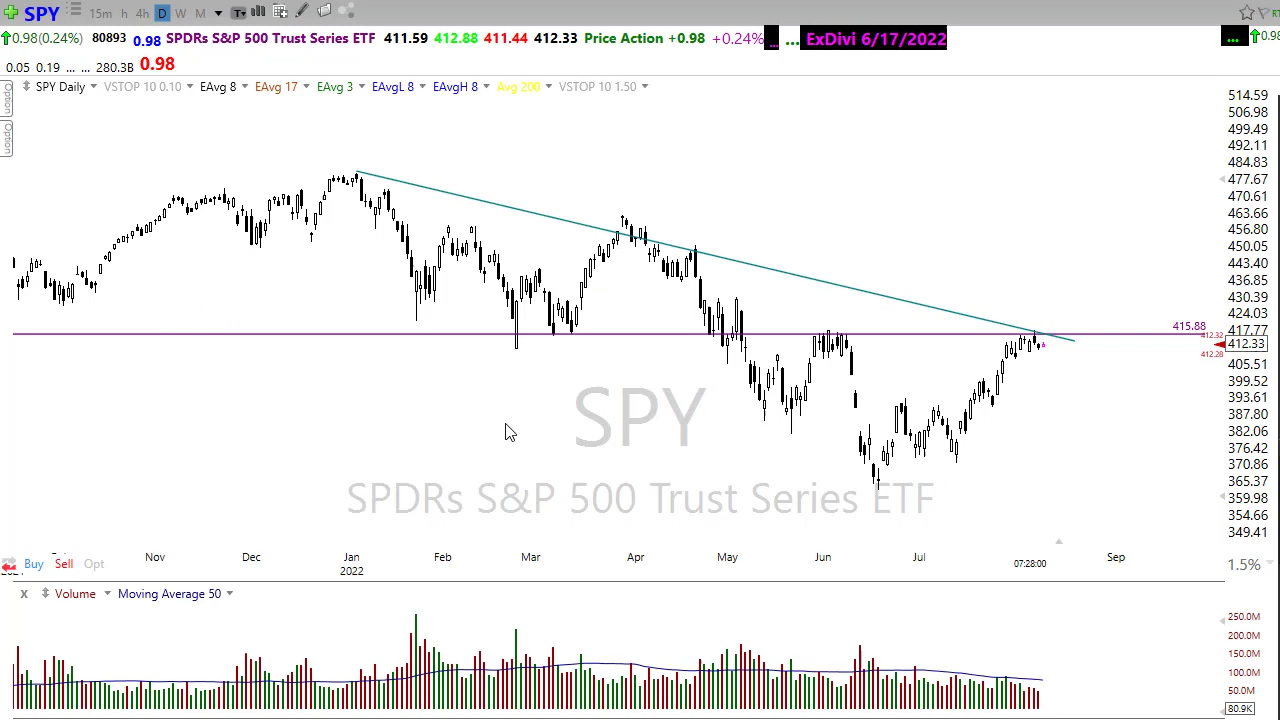 SPY 15m h 4h D W M T
0.98(0.24%) 80893 0.98 SPDRs S&P 500 Trust Series ETF 411.59 412.88 411.44 412.33 Price Action +0.98 +0.24% ... ... ExDivi 6/17/2022 ... 0.98
0.05 0.19 ... ... 280.3B 0.98
Option
Option
SPY Daily VSTOP 10 0.10 EAvg 8 EAvg 17 EAvg 3 EAvgL 8 EAvgH 8 Avg 200 VSTOP 10 1.50
514.59
506.98
499.49
492.11
484.83
477.67
470.61
463.66
456.80
450.05
443.40
436.85
430.39
424.03
415.88
417.77
412.32
412.33
412.28
405.51
399.52
393.61
387.80
382.06
376.42
370.86
365.37
359.98
354.66
349.41
SPY
SPDRs S&P 500 Trust Series ETF
Nov Dec Jan Feb Mar Apr May Jun Jul Sep
2022 07:28:00
Buy Sell Opt 1.5%
x Volume Moving Average 50
250.0M
200.0M
150.0M
100.0M
50.0M
80.9K